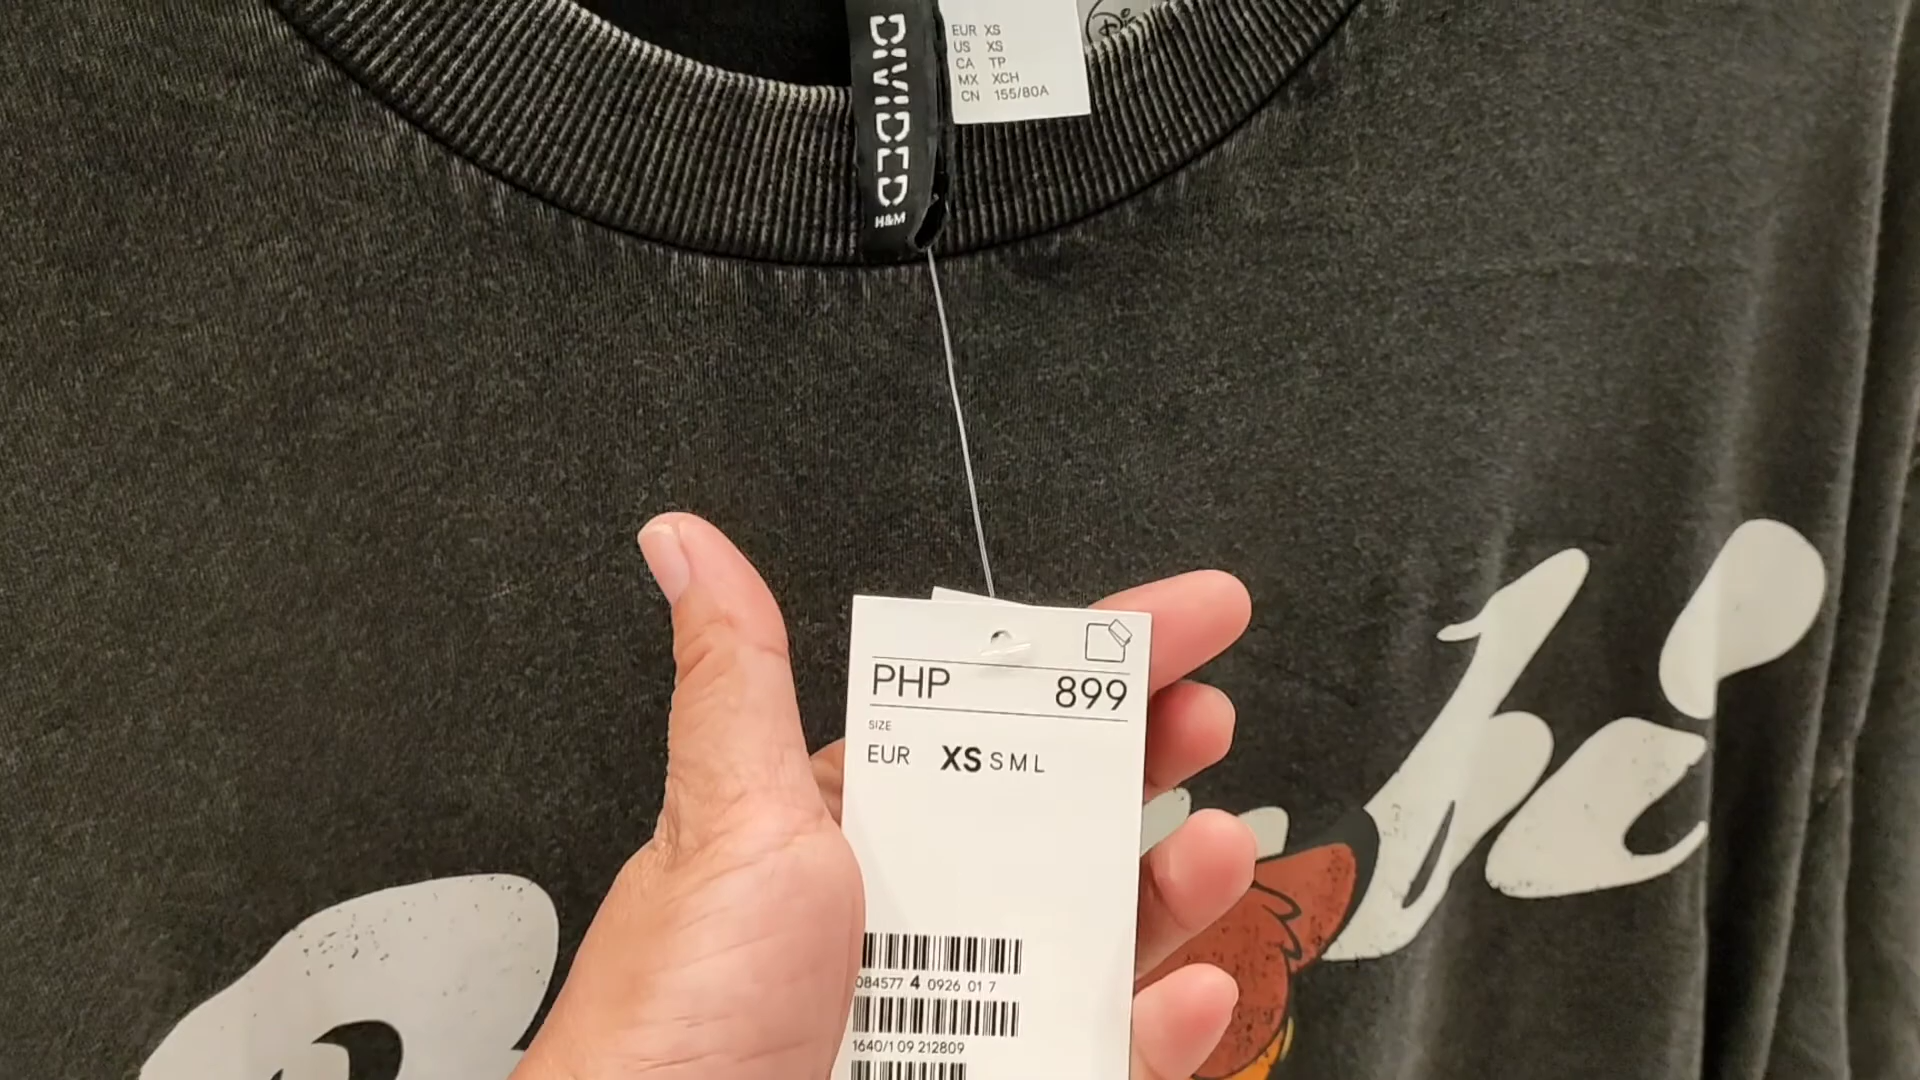 DIVIDED
H&M
EUR XS
US XS
CA TP
MX XCH
CN 155/80A
PHP 899
SIZE
EUR XS S M L
084577 4 0926 01 7
1640/1 09 212809